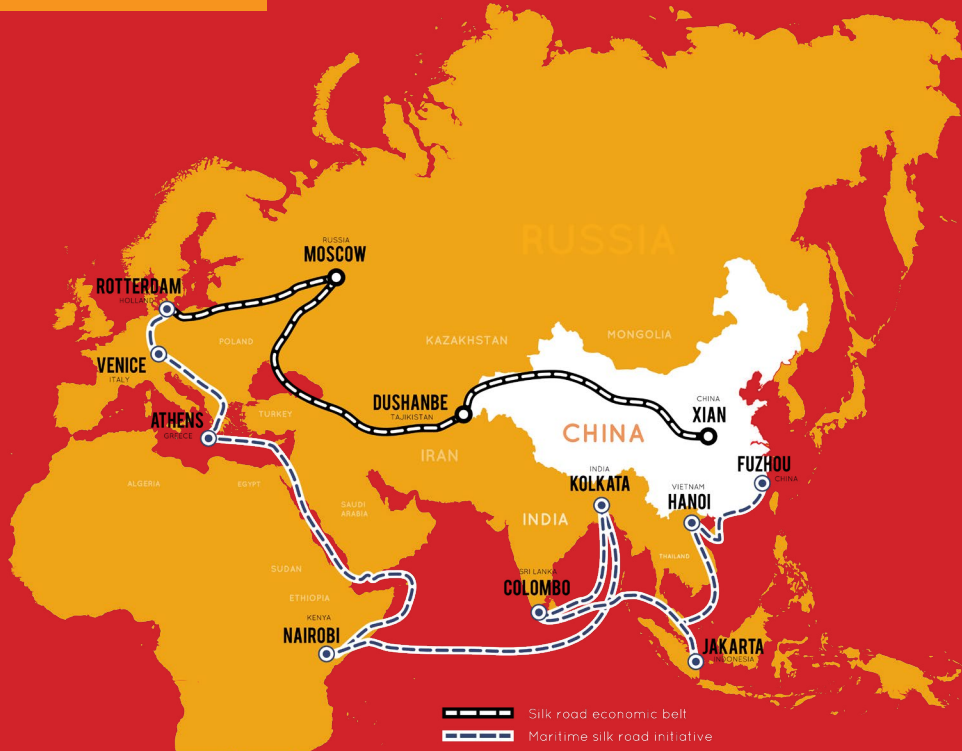 RUSSIA
RUSSIA
MOSCOW
ROTTERDAM
HOLLAND
POLAND
KAZAKHSTAN
MONGOLIA
VENICE
ITALY
DUSHANBE
TAJIKISTAN
CHINA
XIAN
ATHENS
GREECE
TURKEY
CHINA
IRAN
FUZHOU
CHINA
INDIA
KOLKATA
VIETNAM
HANOI
ALGERIA
EGYPT
SAUDI
ARABIA
INDIA
THAILAND
SUDAN
SRI LANKA
COLOMBO
ETHIOPIA
KENYA
NAIROBI
JAKARTA
INDONESIA
Silk road economic belt
Maritime silk road initiative